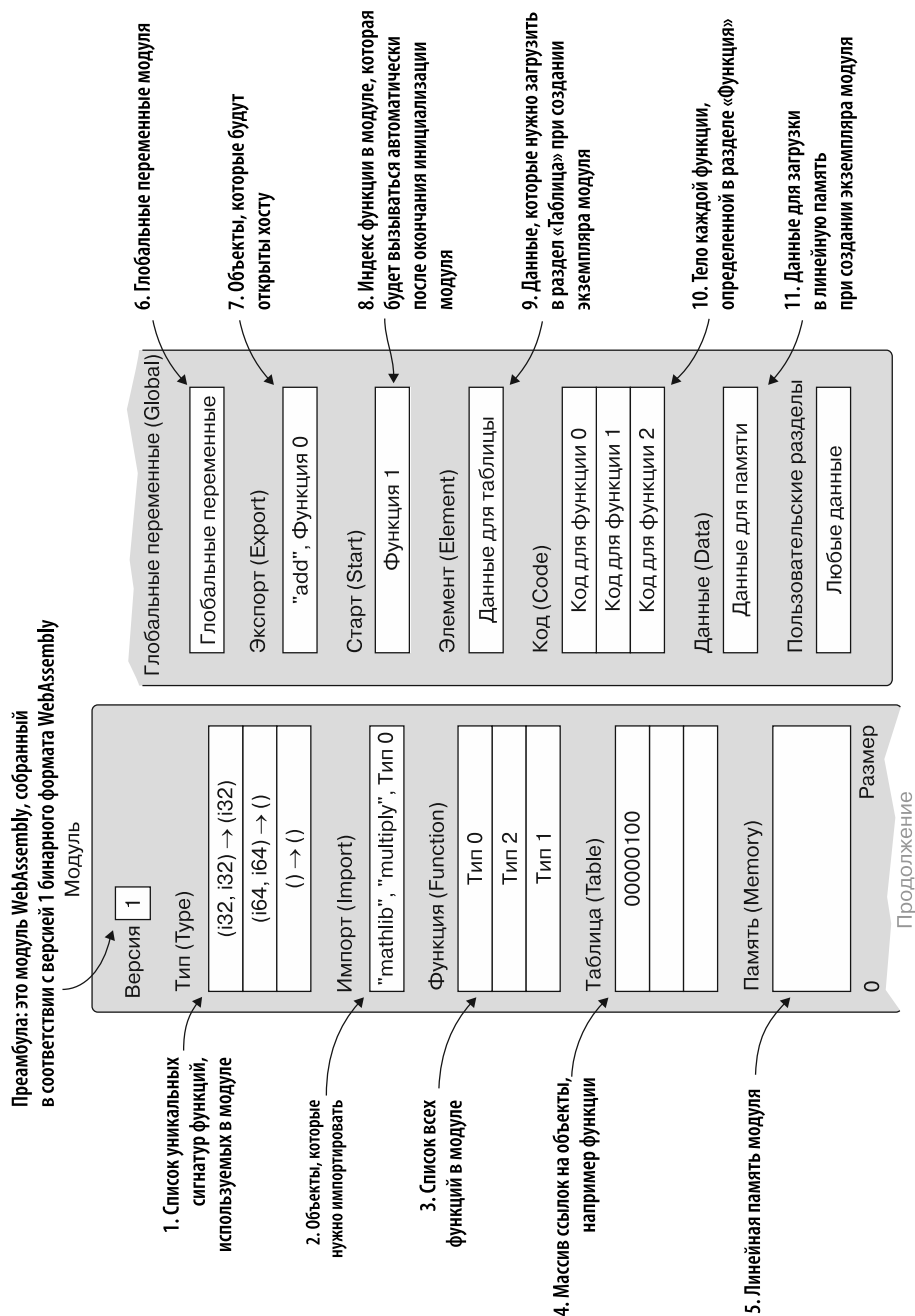 Преамбула: это модуль WebAssembly, собранный
в соответствии с версией 1 бинарного формата WebAssembly
Модуль
Версия 1
Тип (Type)
(i32, i32) → (i32)
(i64, i64) → ()
() → ()
Импорт (Import)
"mathlib", "multiply", Тип 0
Функция (Function)
Тип 0
Тип 2
Тип 1
Таблица (Table)
00000100
Память (Memory)
0 Размер
Продолжение
1. Список уникальных
сигнатур функций,
используемых в модуле
2. Объекты, которые
нужно импортировать
3. Список всех
функций в модуле
4. Массив ссылок на объекты,
например функции
5. Линейная память модуля
Глобальные переменные (Global)
Глобальные переменные
Экспорт (Export)
"add", Функция 0
Старт (Start)
Функция 1
Элемент (Element)
Данные для таблицы
Код (Code)
Код для функции 0
Код для функции 1
Код для функции 2
Данные (Data)
Данные для памяти
Пользовательские разделы
Любые данные
6. Глобальные переменные модуля
7. Объекты, которые будут
открыты хосту
8. Индекс функции в модуле, которая
будет вызываться автоматически
после окончания инициализации
модуля
9. Данные, которые нужно загрузить
в раздел «Таблица» при создании
экземпляра модуля
10. Тело каждой функции,
определенной в разделе «Функция»
11. Данные для загрузки
в линейную память
при создании экземпляра модуля